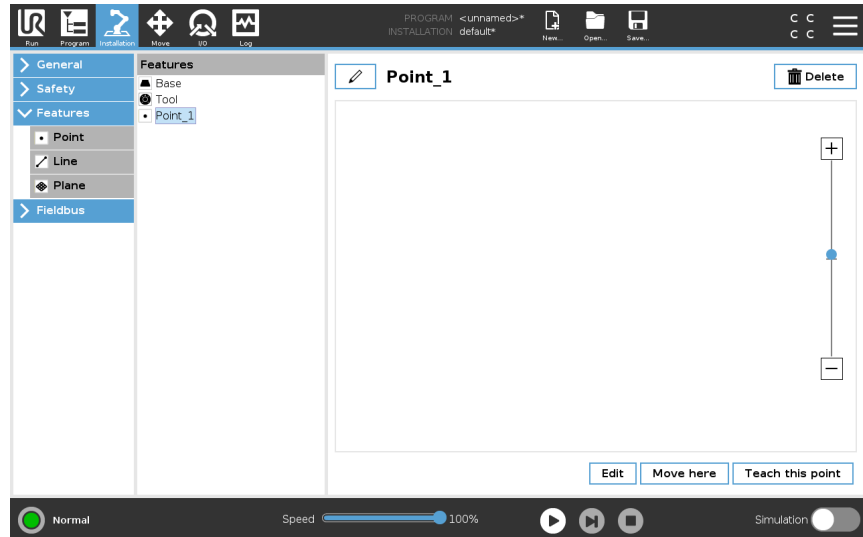 UR
PROGRAM <unnamed>*
INSTALLATION default*
Run Program Installation Move I/O Log New... Open... Save...
C C
C C
General
Safety
Features
Point
Line
Plane
Fieldbus
Features
Base
Tool
Point_1
Point_1
Delete
+
−
Edit Move here Teach this point
Normal Speed 100% Simulation